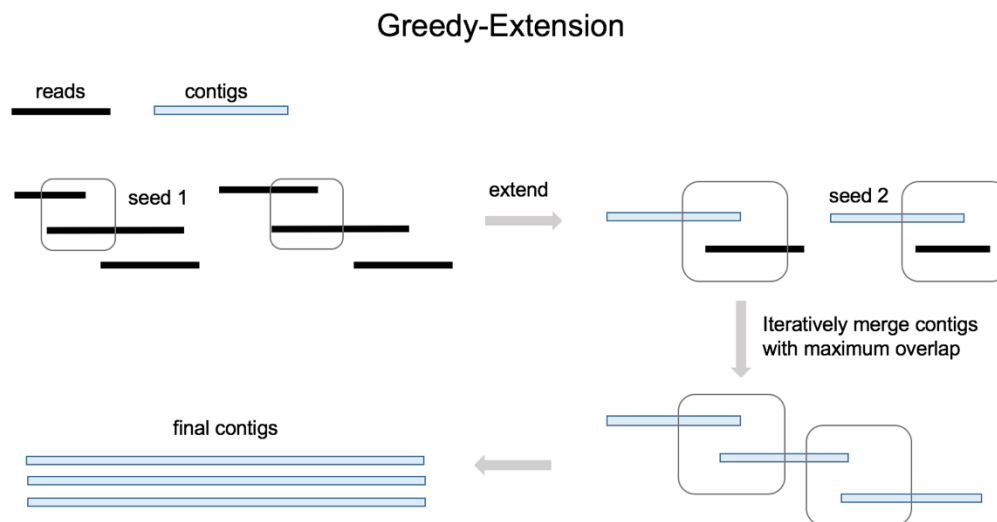 Greedy-Extension
reads
contigs
seed 1
extend
seed 2
Iteratively merge contigs
with maximum overlap
final contigs